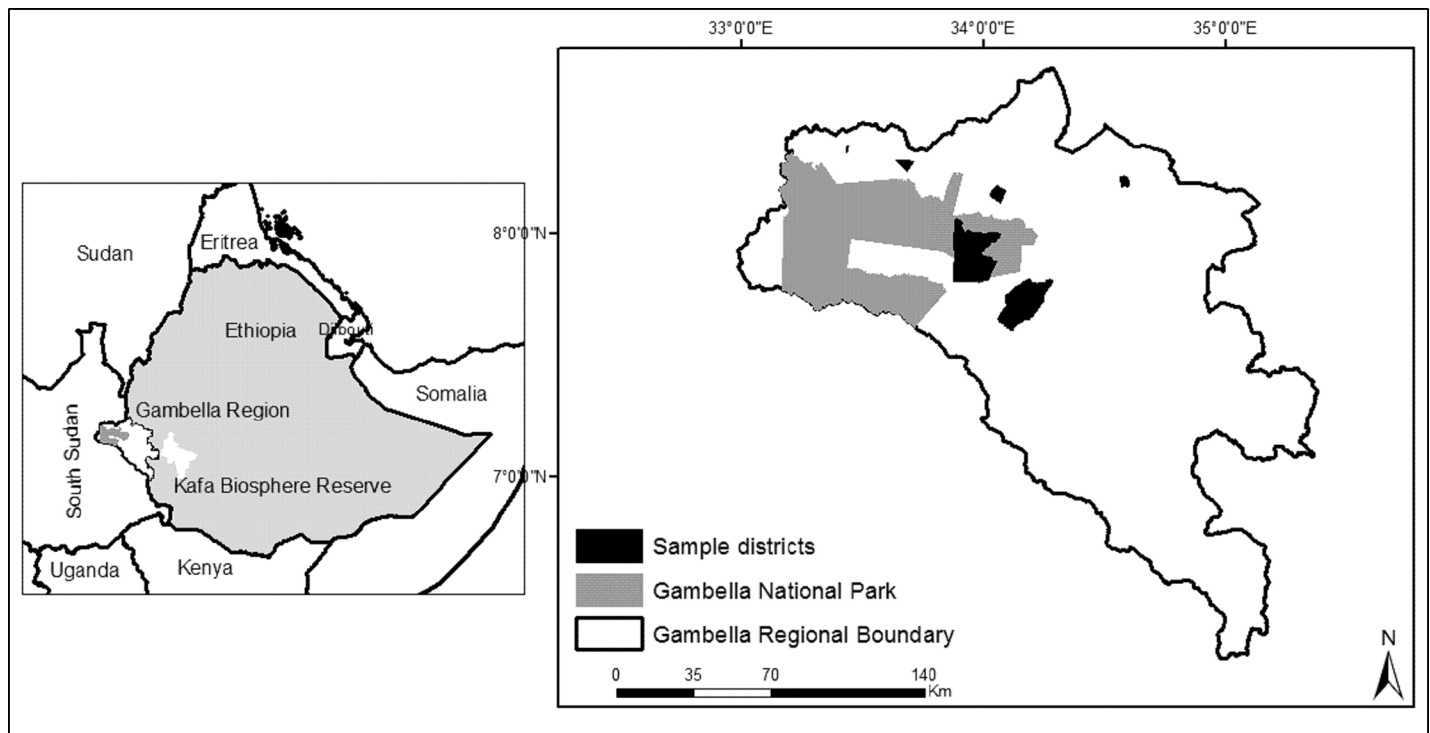 Sudan
Eritrea
Ethiopia
Djibouti
Somalia
Gambella Region
South Sudan
Kafa Biosphere Reserve
Uganda
Kenya
33°0'0"E
34°0'0"E
35°0'0"E
8°0'0"N
7°0'0"N
Sample districts
Gambella National Park
Gambella Regional Boundary
0 35 70 140
Km
N